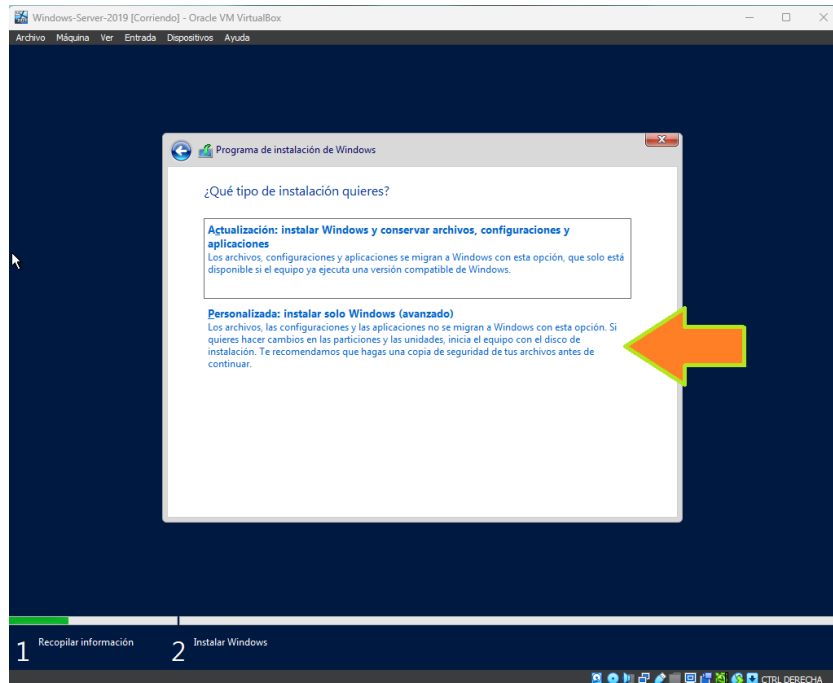 Windows-Server-2019 [Corriendo] - Oracle VM VirtualBox
Archivo Máquina Ver Entrada Dispositivos Ayuda
Programa de instalación de Windows
¿Qué tipo de instalación quieres?
Actualización: instalar Windows y conservar archivos, configuraciones y
aplicaciones
Los archivos, configuraciones y aplicaciones se migran a Windows con esta opción, que solo está
disponible si el equipo ya ejecuta una versión compatible de Windows.
Personalizada: instalar solo Windows (avanzado)
Los archivos, las configuraciones y las aplicaciones no se migran a Windows con esta opción. Si
quieres hacer cambios en las particiones y las unidades, inicia el equipo con el disco de
instalación. Te recomendamos que hagas una copia de seguridad de tus archivos antes de
continuar.
1 Recopilar información 2 Instalar Windows
CTRL DERECHA